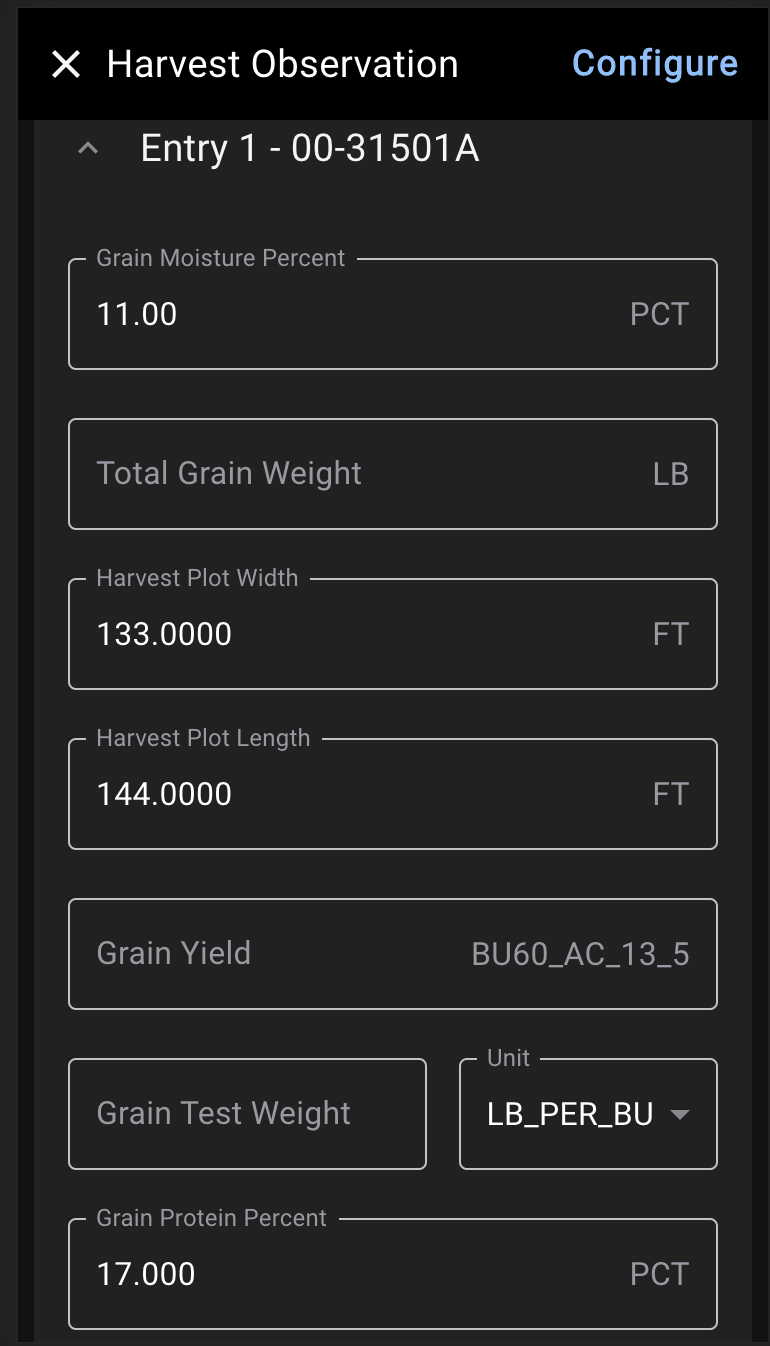 Harvest Observation Configure
Entry 1 - 00-31501A
Grain Moisture Percent
11.00 PCT
Total Grain Weight LB
Harvest Plot Width
133.0000 FT
Harvest Plot Length
144.0000 FT
Grain Yield BU60_AC_13_5
Unit
Grain Test Weight LB_PER_BU
Grain Protein Percent
17.000 PCT